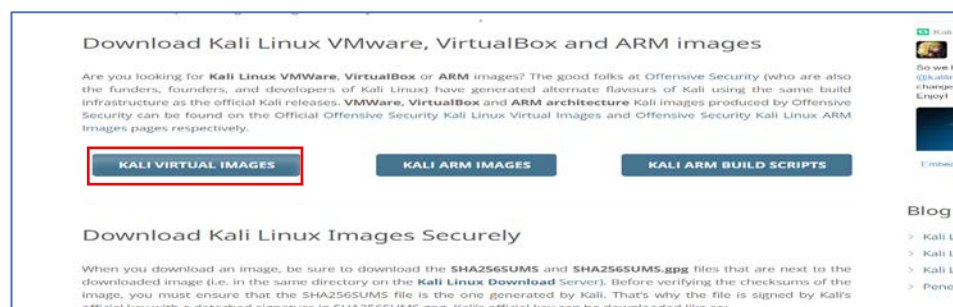 Download Kali Linux VMware, VirtualBox and ARM images
Are you looking for Kali Linux VMWare, VirtualBox or ARM images? The good folks at Offensive Security (who are also
the funders, founders, and developers of Kali Linux) have generated alternate flavours of Kali using the same build
infrastructure as the official Kali releases. VMWare, VirtualBox and ARM architecture Kali images produced by Offensive
Security can be found on the Official Offensive Security Kali Linux Virtual Images and Offensive Security Kali Linux ARM
Images pages respectively.
KALI VIRTUAL IMAGES
KALI ARM IMAGES
KALI ARM BUILD SCRIPTS
Download Kali Linux Images Securely
When you download an image, be sure to download the SHA256SUMS and SHA256SUMS.gpg files that are next to the
downloaded image (i.e. in the same directory on the Kali Linux Download Server). Before verifying the checksums of the
image, you must ensure that the SHA256SUMS file is the one generated by Kali. That's why the file is signed by Kali's
Kali
So we
@kalili
change
Enjoy!
Embe
Blog
> Kali L
> Kali L
> Kali L
> Pene